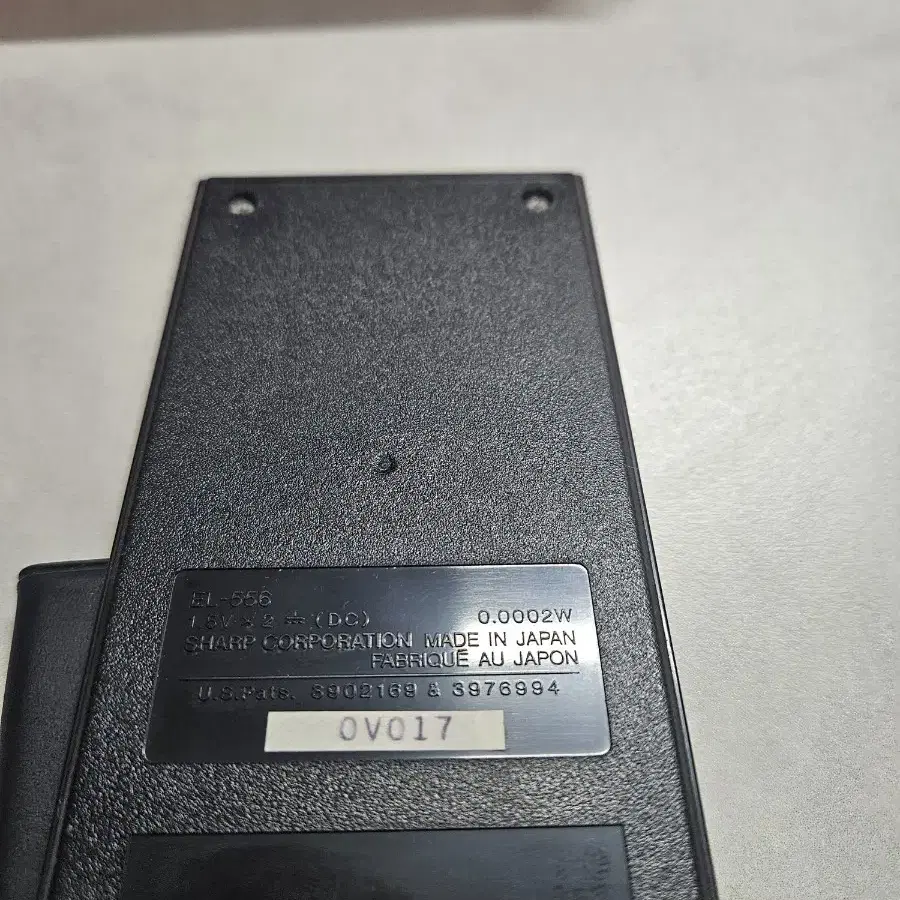 EL-556
1.5V × 2 ⎓ (DC) 0.0002W
SHARP CORPORATION MADE IN JAPAN
FABRIQUÉ AU JAPON
U.S.Pats. 3902169 & 3976994
0V017